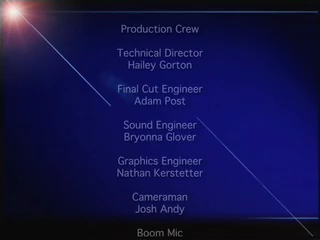 Production Crew
Technical Director
Hailey Gorton
Final Cut Engineer
Adam Post
Sound Engineer
Bryonna Glover
Graphics Engineer
Nathan Kerstetter
Cameraman
Josh Andy
Boom Mic